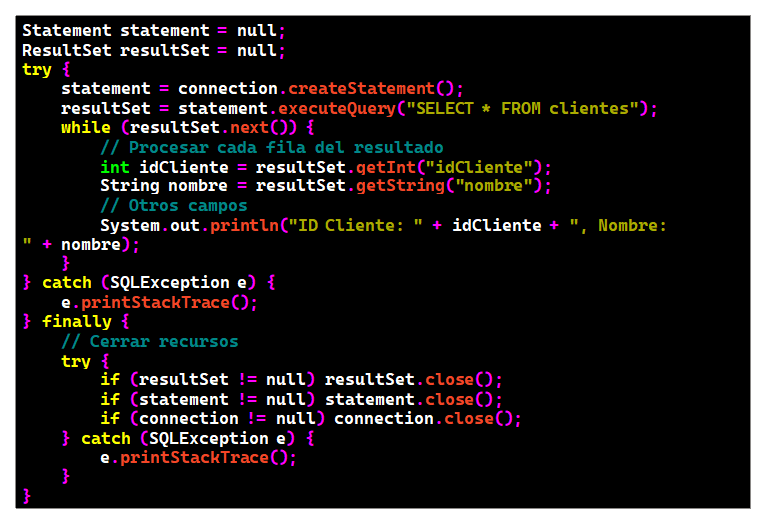 Statement statement = null;
ResultSet resultSet = null;
try {
    statement = connection.createStatement();
    resultSet = statement.executeQuery("SELECT * FROM clientes");
    while (resultSet.next()) {
        // Procesar cada fila del resultado
        int idCliente = resultSet.getInt("idCliente");
        String nombre = resultSet.getString("nombre");
        // Otros campos
        System.out.println("ID Cliente: " + idCliente + ", Nombre:
" + nombre);
    }
} catch (SQLException e) {
    e.printStackTrace();
} finally {
    // Cerrar recursos
    try {
        if (resultSet != null) resultSet.close();
        if (statement != null) statement.close();
        if (connection != null) connection.close();
    } catch (SQLException e) {
        e.printStackTrace();
    }
}